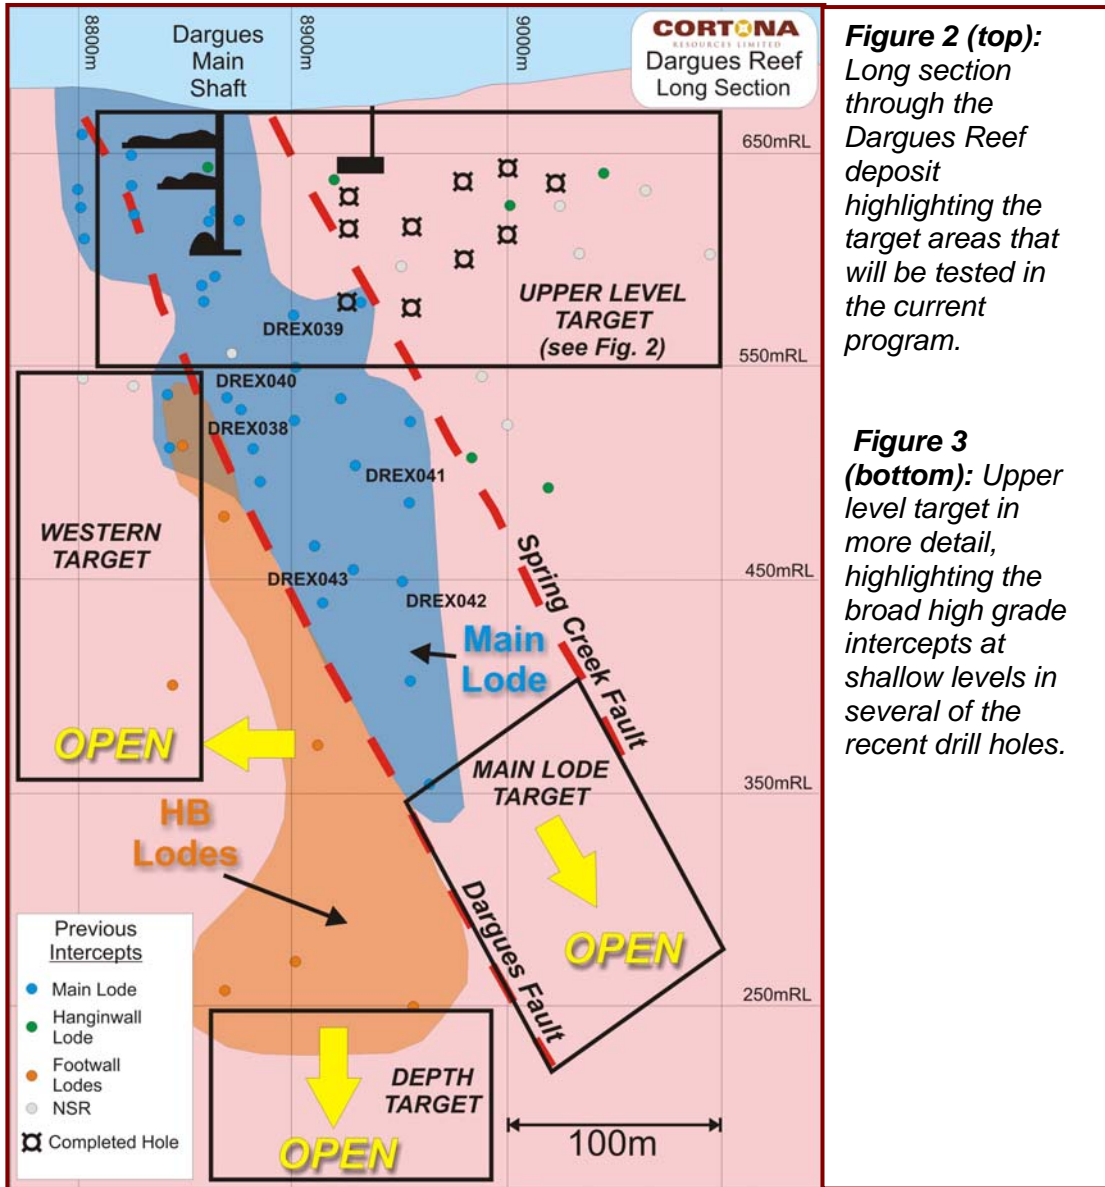 8800m
8900m
9000m
Dargues
Main
Shaft
CORTONA
RESOURCES LIMITED
Dargues Reef
Long Section
650mRL
UPPER LEVEL
TARGET
(see Fig. 2)
DREX039
550mRL
DREX040
DREX038
DREX041
WESTERN
TARGET
Spring Creek Fault
450mRL
DREX043
DREX042
Main
Lode
OPEN
MAIN LODE
TARGET
350mRL
HB
Lodes
Dargues Fault
OPEN
250mRL
Previous
Intercepts
Main Lode
Hanginwall
Lode
Footwall
Lodes
NSR
Completed Hole
DEPTH
TARGET
OPEN
100m
Figure 2 (top):
Long section
through the
Dargues Reef
deposit
highlighting the
target areas that
will be tested in
the current
program.
Figure 3
(bottom): Upper
level target in
more detail,
highlighting the
broad high grade
intercepts at
shallow levels in
several of the
recent drill holes.